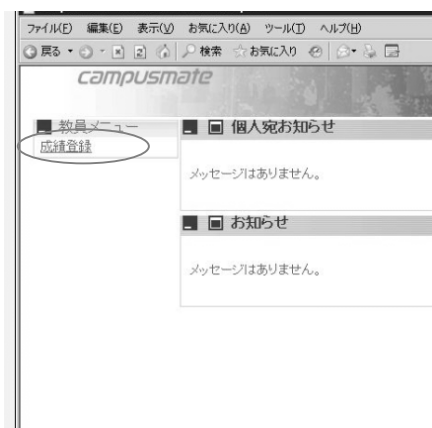 ファイル(F) 編集(E) 表示(V) お気に入り(A) ツール(T) ヘルプ(H)
戻る 検索 お気に入り
campusmate
教員メニュー
成績登録
個人宛お知らせ
メッセージはありません。
お知らせ
メッセージはありません。